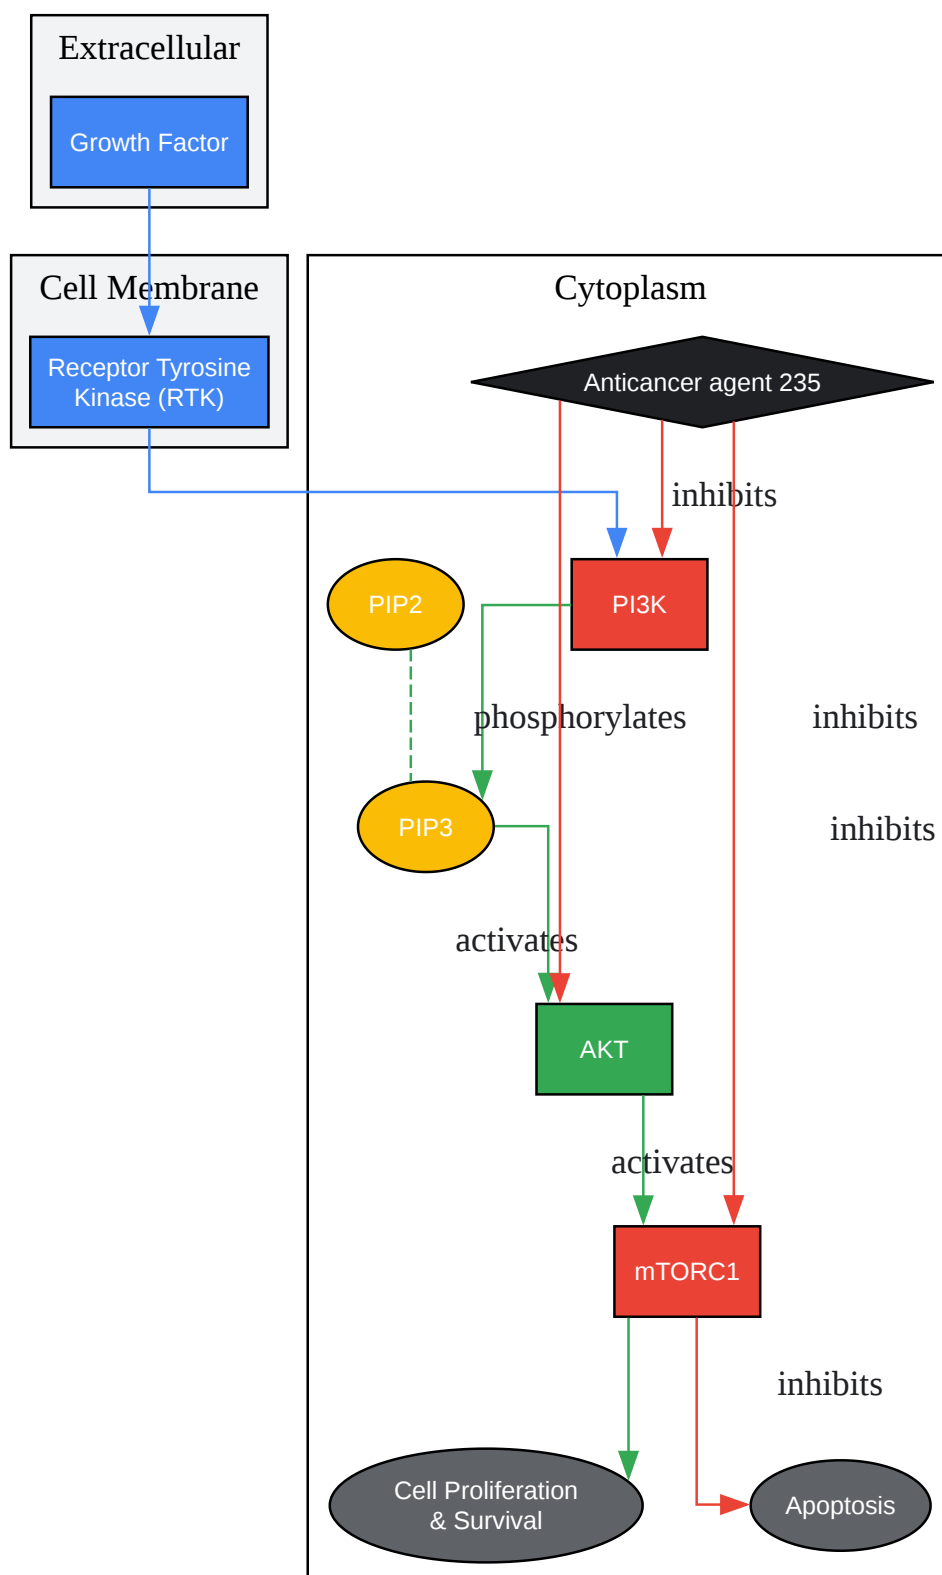 Extracellular
Growth Factor
Cell Membrane
Cytoplasm
Receptor Tyrosine
Kinase (RTK)
Anticancer agent 235
inhibits
PIP2
PI3K
phosphorylates
inhibits
PIP3
inhibits
activates
AKT
activates
mTORC1
inhibits
Cell Proliferation
& Survival
Apoptosis